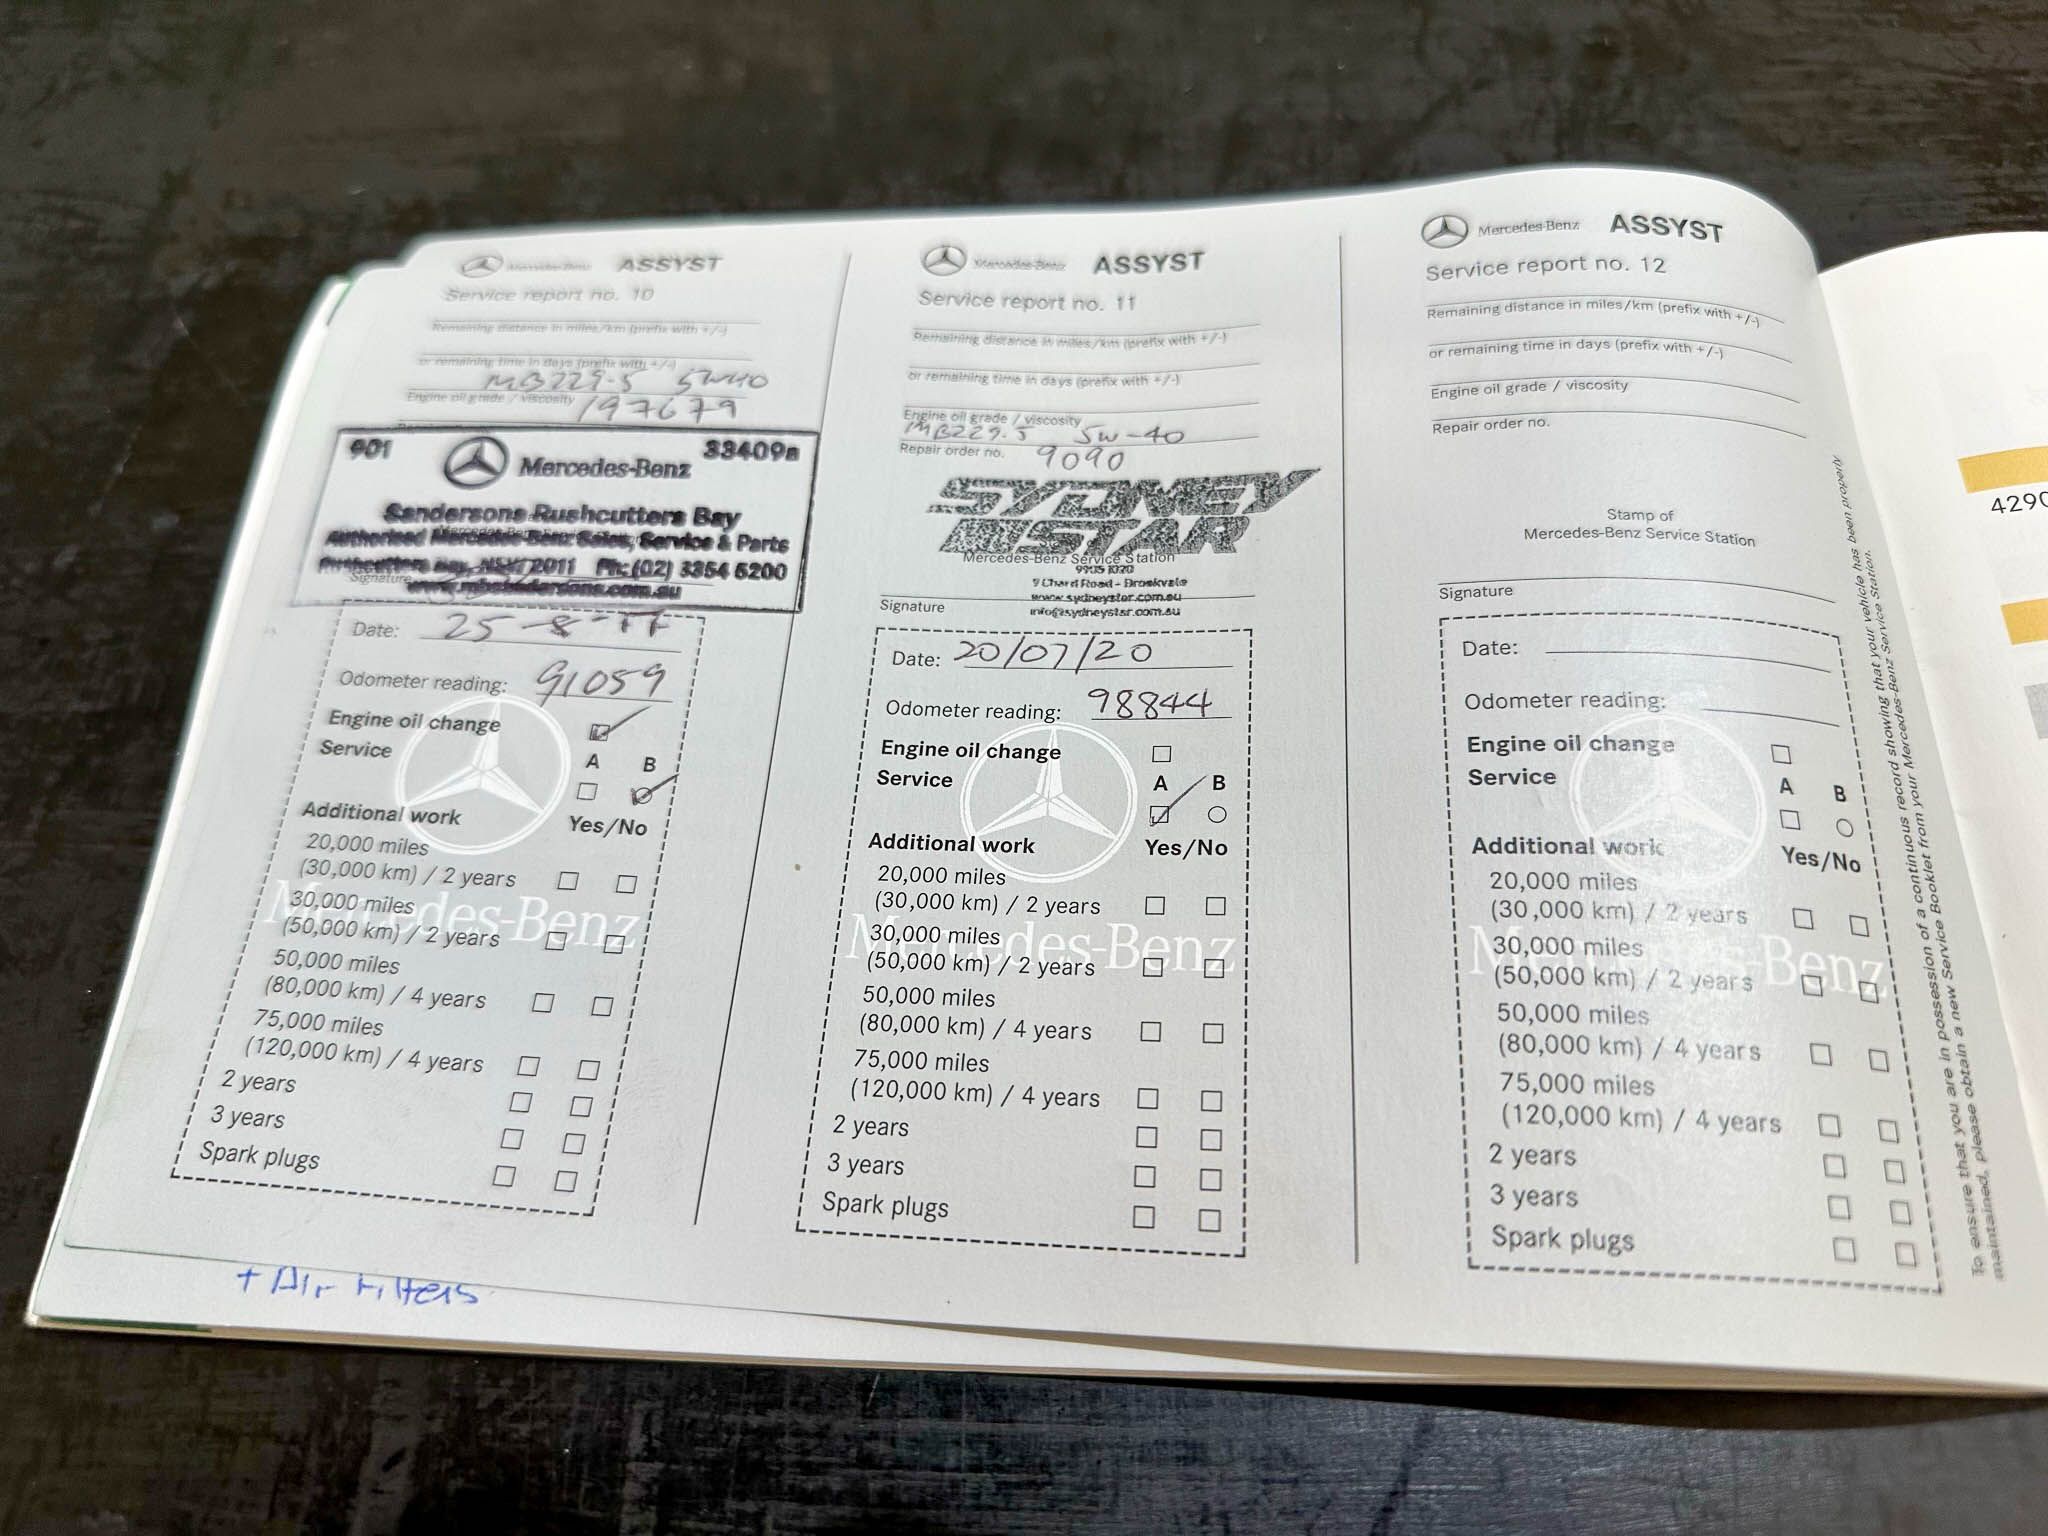 Mercedes-Benz ASSYST
Service report no. 10
Remaining distance in miles/km (prefix with +/-)
or remaining time in days (prefix with +/-)
MB229-5 5W40
Engine oil grade / viscosity
197679
901 Mercedes-Benz 33409a
Sandersons Rushcutters Bay
Authorised Mercedes-Benz Sales, Service & Parts
Rushcutters Bay, NSW 2011 Ph: (02) 3354 5200
Signature
Date: 25-8-
Odometer reading: 91059
Engine oil change
Service A B
Additional work Yes/No
20,000 miles
(30,000 km) / 2 years
30,000 miles
(50,000 km) / 2 years
50,000 miles
(80,000 km) / 4 years
75,000 miles
(120,000 km) / 4 years
2 years
3 years
Spark plugs
Mercedes-Benz
+ Air Filters
Mercedes-Benz ASSYST
Service report no. 11
Remaining distance in miles/km (prefix with +/-)
or remaining time in days (prefix with +/-)
Engine oil grade / viscosity
MB229.5 5W-40
Repair order no. 9090
SYDNEY
STAR
Mercedes-Benz Service Station
9905 1020
9 Chard Road - Brookvale
www.sydneystar.com.au
info@sydneystar.com.au
Signature
Date: 20/07/20
Odometer reading: 98844
Engine oil change
Service A B
Additional work Yes/No
20,000 miles
(30,000 km) / 2 years
30,000 miles
(50,000 km) / 2 years
50,000 miles
(80,000 km) / 4 years
75,000 miles
(120,000 km) / 4 years
2 years
3 years
Spark plugs
Mercedes-Benz
Mercedes-Benz ASSYST
Service report no. 12
Remaining distance in miles/km (prefix with +/-)
or remaining time in days (prefix with +/-)
Engine oil grade / viscosity
Repair order no.
Stamp of
Mercedes-Benz Service Station
Signature
Date:
Odometer reading:
Engine oil change
Service A B
Additional work Yes/No
20,000 miles
(30,000 km) / 2 years
30,000 miles
(50,000 km) / 2 years
50,000 miles
(80,000 km) / 4 years
75,000 miles
(120,000 km) / 4 years
2 years
3 years
Spark plugs
Mercedes-Benz
To ensure that you are in possession of a continuous record showing that your vehicle has been properly
maintained, please obtain a new Service Booklet from your Mercedes-Benz Service Station.
4290